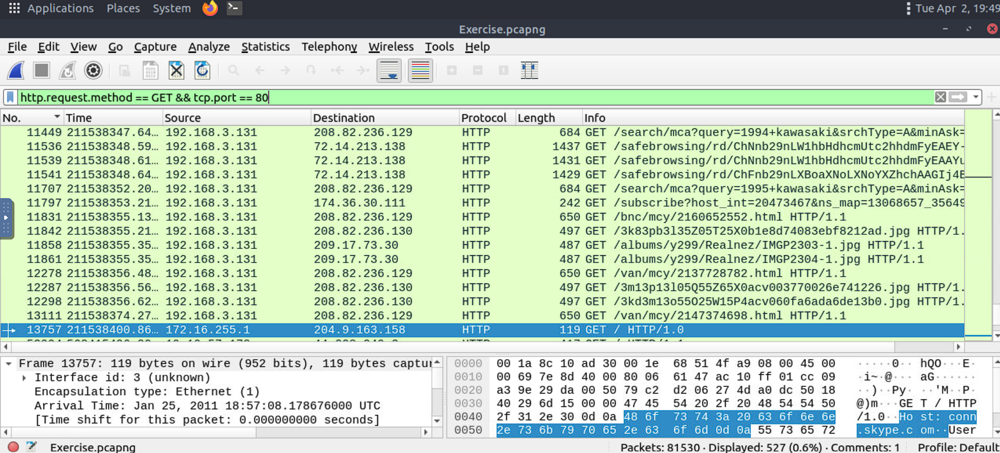 Applications Places System Tue Apr 2, 19:49
Exercise.pcapng
File Edit View Go Capture Analyze Statistics Telephony Wireless Tools Help
http.request.method == GET && tcp.port == 80
No. Time Source Destination Protocol Length Info
11449 211538347.64… 192.168.3.131 208.82.236.129 HTTP 684 GET /search/mca?query=1994+kawasaki&srchType=A&minAsk=
11536 211538348.59… 192.168.3.131 72.14.213.138 HTTP 1437 GET /safebrowsing/rd/ChNnb29nLW1hbHdhcmUtc2hhdmFyEAEY-
11539 211538348.61… 192.168.3.131 72.14.213.138 HTTP 1431 GET /safebrowsing/rd/ChNnb29nLW1hbHdhcmUtc2hhdmFyEAAYu
11541 211538348.64… 192.168.3.131 72.14.213.138 HTTP 1429 GET /safebrowsing/rd/ChFnb29nLXBoaXNoLXNoYXZhchAAGIj4E
11707 211538352.20… 192.168.3.131 208.82.236.129 HTTP 684 GET /search/mca?query=1995+kawasaki&srchType=A&minAsk=
11797 211538353.21… 192.168.3.131 174.36.30.111 HTTP 242 GET /subscribe?host_int=20473467&ns_map=13068657_35649
11831 211538355.13… 192.168.3.131 208.82.236.129 HTTP 650 GET /bnc/mcy/2160652552.html HTTP/1.1
11842 211538355.21… 192.168.3.131 208.82.236.130 HTTP 497 GET /3k83pb3l35Z05T25X0b1e8d74083ebf8212ad.jpg HTTP/1.
11858 211538355.35… 192.168.3.131 209.17.73.30 HTTP 487 GET /albums/y299/Realnez/IMGP2303-1.jpg HTTP/1.1
11861 211538355.35… 192.168.3.131 209.17.73.30 HTTP 487 GET /albums/y299/Realnez/IMGP2304-1.jpg HTTP/1.1
12278 211538356.48… 192.168.3.131 208.82.236.129 HTTP 650 GET /van/mcy/2137728782.html HTTP/1.1
12287 211538356.56… 192.168.3.131 208.82.236.130 HTTP 497 GET /3m13p13l05Q55Z65X0acv003770026e741226.jpg HTTP/1.
12298 211538356.62… 192.168.3.131 208.82.236.130 HTTP 497 GET /3kd3m13o55O25W15P4acv060fa6ada6de13b0.jpg HTTP/1.
13111 211538374.27… 192.168.3.131 208.82.236.129 HTTP 650 GET /van/mcy/2147374698.html HTTP/1.1
13757 211538400.86… 172.16.255.1 204.9.163.158 HTTP 119 GET / HTTP/1.0
Frame 13757: 119 bytes on wire (952 bits), 119 bytes captur
Interface id: 3 (unknown)
Encapsulation type: Ethernet (1)
Arrival Time: Jan 25, 2011 18:57:08.178676000 UTC
[Time shift for this packet: 0.000000000 seconds]
0000 00 1a 8c 10 ad 30 00 1e 68 51 4f a9 08 00 45 00 ·····0·· hQO···E·
0010 00 69 7e 8d 40 00 80 06 61 47 ac 10 ff 01 cc 09 ·i~·@··· aG······
0020 a3 9e 29 da 00 50 79 c2 d2 06 27 4d a0 dc 50 18 ··)··Py· ··'M··P·
0030 40 29 6d 15 00 00 47 45 54 20 2f 20 48 54 54 50 @)m···GE T / HTTP
0040 2f 31 2e 30 0d 0a 48 6f 73 74 3a 20 63 6f 6e 6e /1.0··Ho st: conn
0050 2e 73 6b 79 70 65 2e 63 6f 6d 0d 0a 55 73 65 72 .skype.c om··User
Exercise.pcapng Packets: 81530 · Displayed: 527 (0.6%) · Comments: 1 Profile: Default